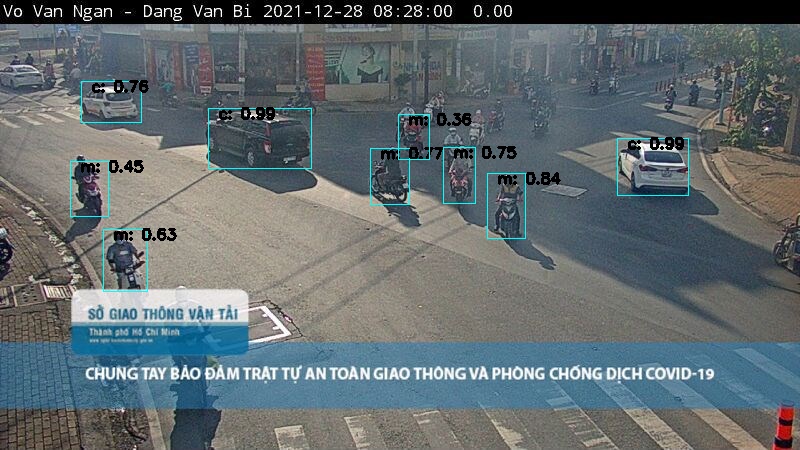 Vo Van Ngan - Dang Van Bi 2021-12-28 08:28:00 0.00
c: 0.76
c: 0.99
m: 0.36
c: 0.99
m: 0.77
m: 0.75
m: 0.45
m: 0.84
m: 0.63
SỞ GIAO THÔNG VẬN TẢI
Thành phố Hồ Chí Minh
CHUNG TAY BẢO ĐẢM TRẬT TỰ AN TOÀN GIAO THÔNG VÀ PHÒNG CHỐNG DỊCH COVID-19